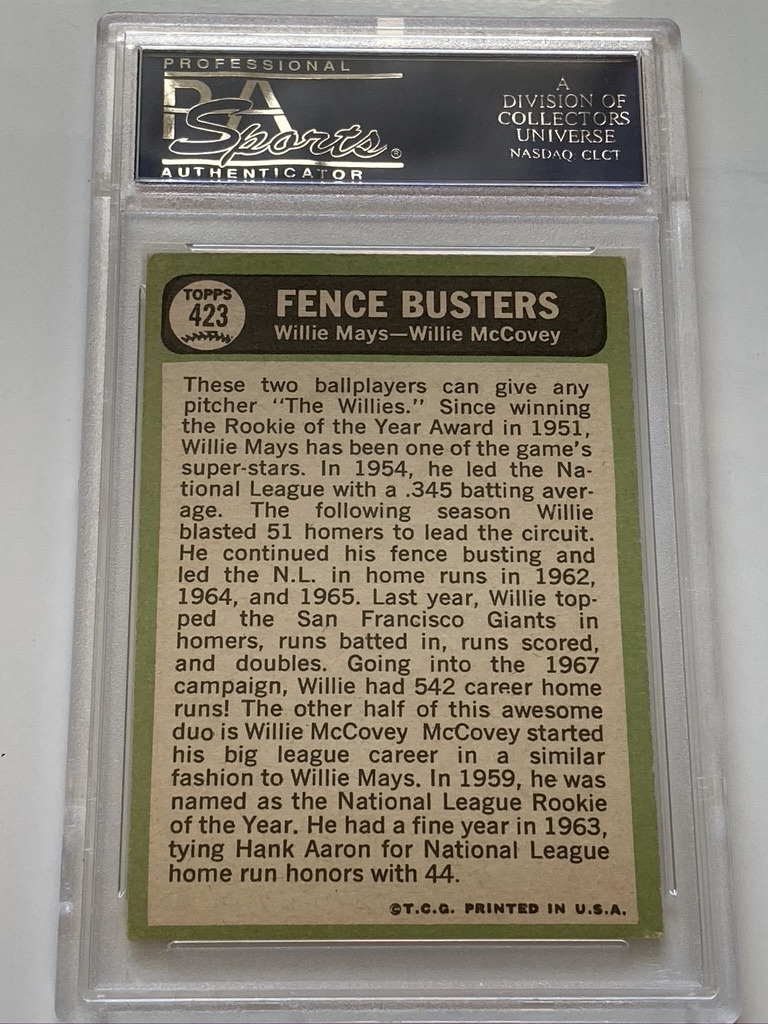 PROFESSIONAL
PSA
Sports®
AUTHENTICATOR
A
DIVISION OF
COLLECTORS
UNIVERSE
NASDAQ: CLCT
TOPPS
423
FENCE BUSTERS
Willie Mays—Willie McCovey
These two ballplayers can give any
pitcher "The Willies." Since winning
the Rookie of the Year Award in 1951,
Willie Mays has been one of the game's
super-stars. In 1954, he led the Na-
tional League with a .345 batting aver-
age. The following season Willie
blasted 51 homers to lead the circuit.
He continued his fence busting and
led the N.L. in home runs in 1962,
1964, and 1965. Last year, Willie top-
ped the San Francisco Giants in
homers, runs batted in, runs scored,
and doubles. Going into the 1967
campaign, Willie had 542 career home
runs! The other half of this awesome
duo is Willie McCovey McCovey started
his big league career in a similar
fashion to Willie Mays. In 1959, he was
named as the National League Rookie
of the Year. He had a fine year in 1963,
tying Hank Aaron for National League
home run honors with 44.
©T.C.G. PRINTED IN U.S.A.